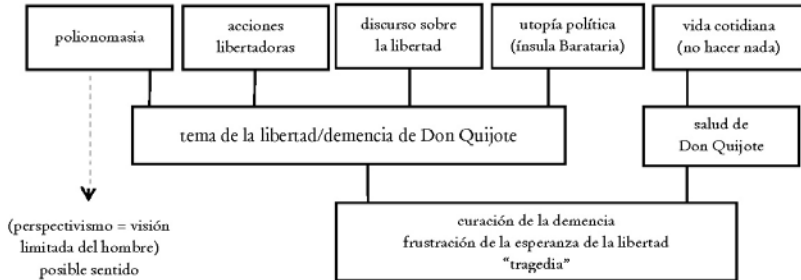 polionomasia
acciones
libertadoras
discurso sobre
la libertad
utopía política
(ínsula Barataria)
vida cotidiana
(no hacer nada)
tema de la libertad/demencia de Don Quijote
salud de
Don Quijote
(perspectivismo = visión
limitada del hombre)
posible sentido
curación de la demencia
frustración de la esperanza de la libertad
“tragedia”